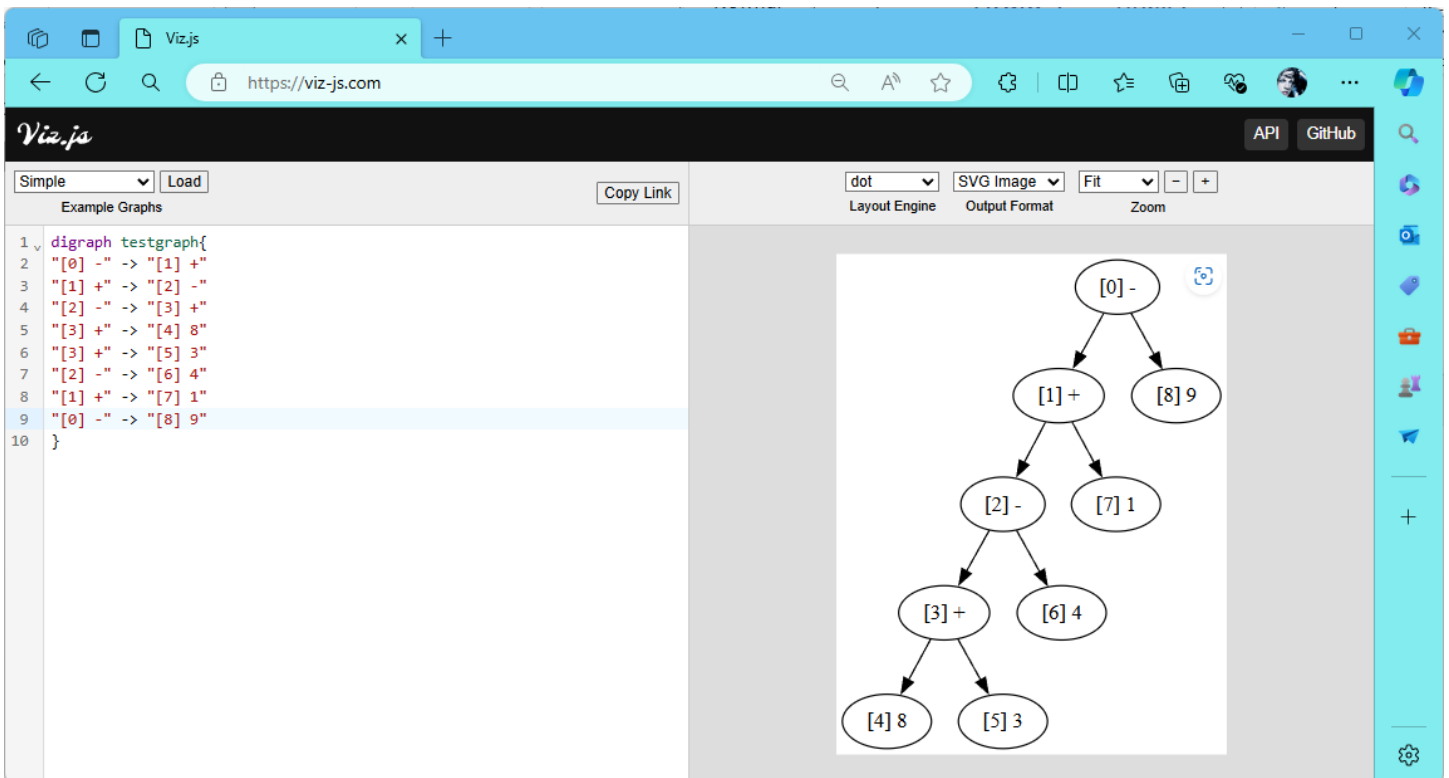 Viz.js
https://viz-js.com
Viz.js
API GitHub
Simple Load
Example Graphs
Copy Link
dot SVG Image Fit - +
Layout Engine Output Format Zoom
1 digraph testgraph{
2 "[0] -" -> "[1] +"
3 "[1] +" -> "[2] -"
4 "[2] -" -> "[3] +"
5 "[3] +" -> "[4] 8"
6 "[3] +" -> "[5] 3"
7 "[2] -" -> "[6] 4"
8 "[1] +" -> "[7] 1"
9 "[0] -" -> "[8] 9"
10 }
[0] -
[1] + [8] 9
[2] - [7] 1
[3] + [6] 4
[4] 8 [5] 3